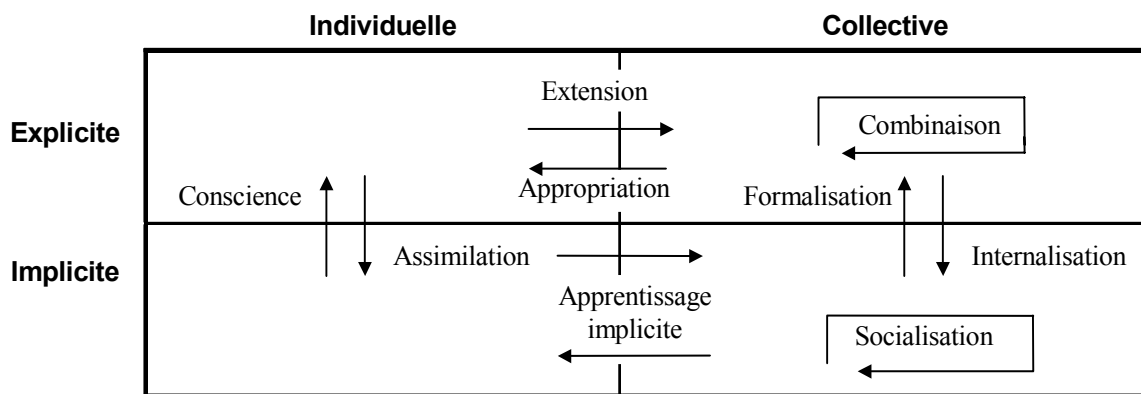 Individuelle
Collective
Explicite
Extension
Combinaison
Appropriation
Conscience
Formalisation
Implicite
Assimilation
Internalisation
Apprentissage
implicite
Socialisation